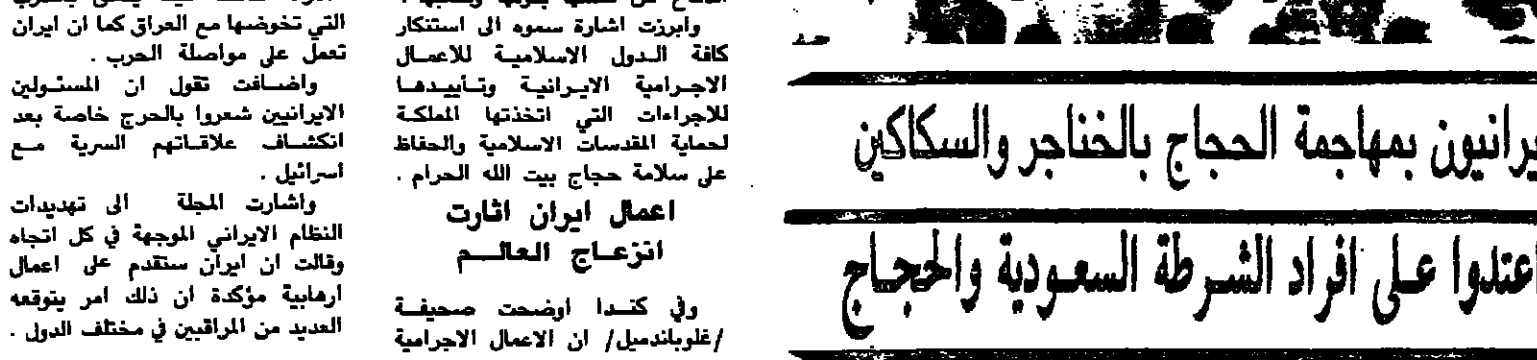 يرانيون بمهاجمة الحجاج بالخناجر والسكاكين
اعتدوا على افراد الشرطة السعودية والحجاج
وابرزت اشارة سموه الى استنكار
كافة الدول الاسلامية للاعمال
الاجرامية الايرانية وتأييدها
للاجراءات التي اتخذتها المملكة
لحماية المقدسات الاسلامية والحفاظ
على سلامة حجاج بيت الله الحرام .
اعمال ايران اثارت
انزعاج العالم
وفي كندا اوضحت صحيفة
/غلوباندميل/ ان الاعمال الاجرامية
التي تخوضها مع العراق كما ان ايران
تعمل على مواصلة الحرب .
واضافت تقول ان المسئولين
الايرانيين شعروا بالحرج خاصة بعد
انكشاف علاقاتهم السرية مع
اسرائيل .
واشارت المجلة الى تهديدات
النظام الايراني الموجهة في كل اتجاه
وقالت ان ايران ستقدم على اعمال
ارهابية مؤكدة ان ذلك امر يتوقعه
العديد من المراقبين في مختلف الدول .